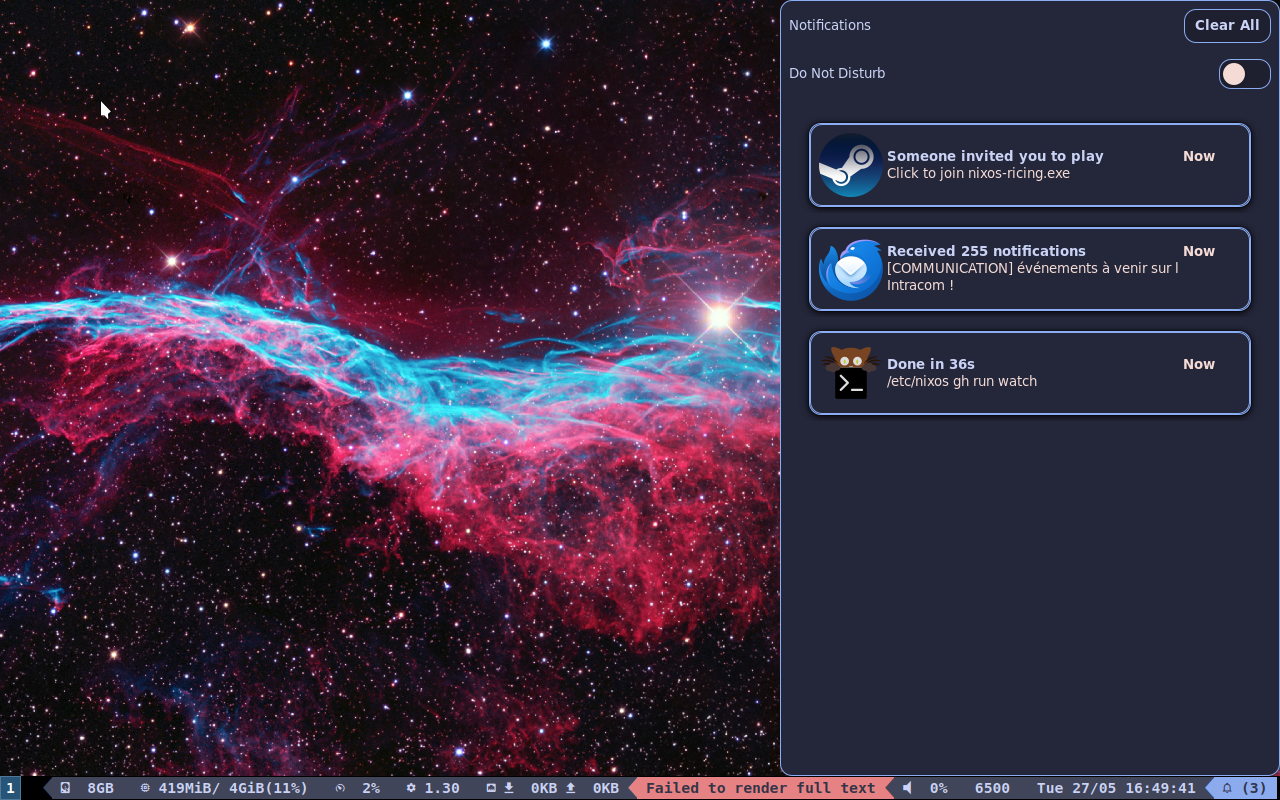 Notifications
Clear All
Do Not Disturb
Someone invited you to play
Now
Click to join nixos-ricing.exe
Received 255 notifications
Now
[COMMUNICATION] événements à venir sur l
Intracom !
Done in 36s
Now
/etc/nixos gh run watch
1 8GB 419MiB/ 4GiB(11%) 2% 1.30 0KB 0KB Failed to render full text 0% 6500 Tue 27/05 16:49:41 (3)